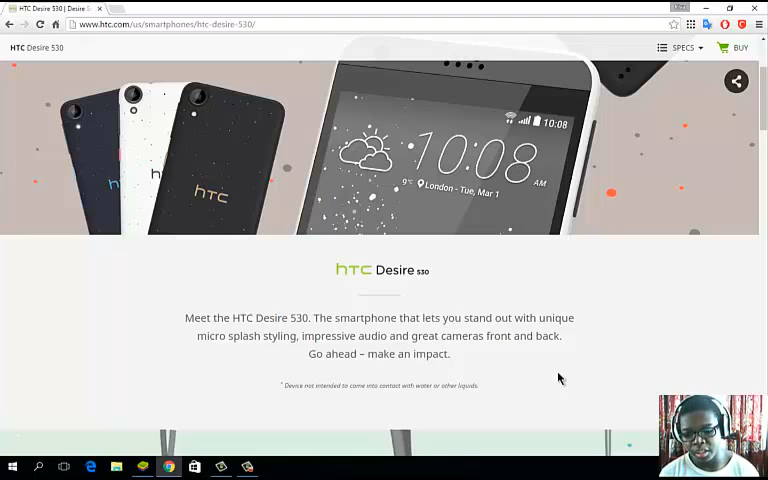 HTC Desire 530 | Desire S
www.htc.com/us/smartphones/htc-desire-530/
HTC Desire 530
SPECS
BUY
10:08
10:08 AM
9° London - Tue, Mar 1
hTC
hTC Desire 530
Meet the HTC Desire 530. The smartphone that lets you stand out with unique
micro splash styling, impressive audio and great cameras front and back.
Go ahead – make an impact.
* Device not intended to come into contact with water or other liquids.